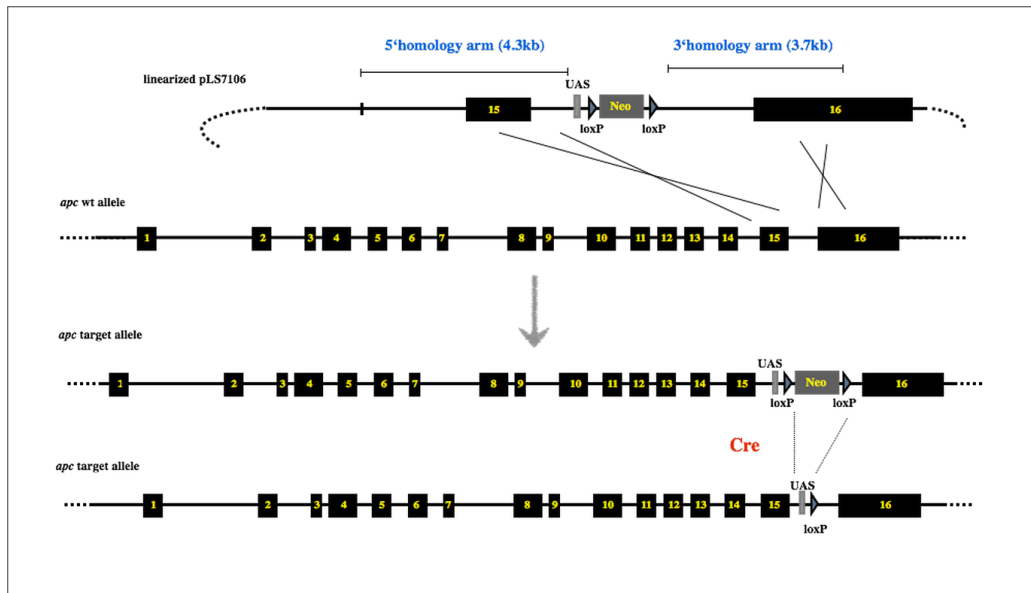 5‘homology arm (4.3kb) 3‘homology arm (3.7kb)
linearized pLS7106
UAS
15 Neo 16
loxP loxP
apc wt allele
1 2 3 4 5 6 7 8 9 10 11 12 13 14 15 16
apc target allele
UAS
1 2 3 4 5 6 7 8 9 10 11 12 13 14 15 Neo 16
loxP loxP
Cre
apc target allele
UAS
1 2 3 4 5 6 7 8 9 10 11 12 13 14 15 16
loxP